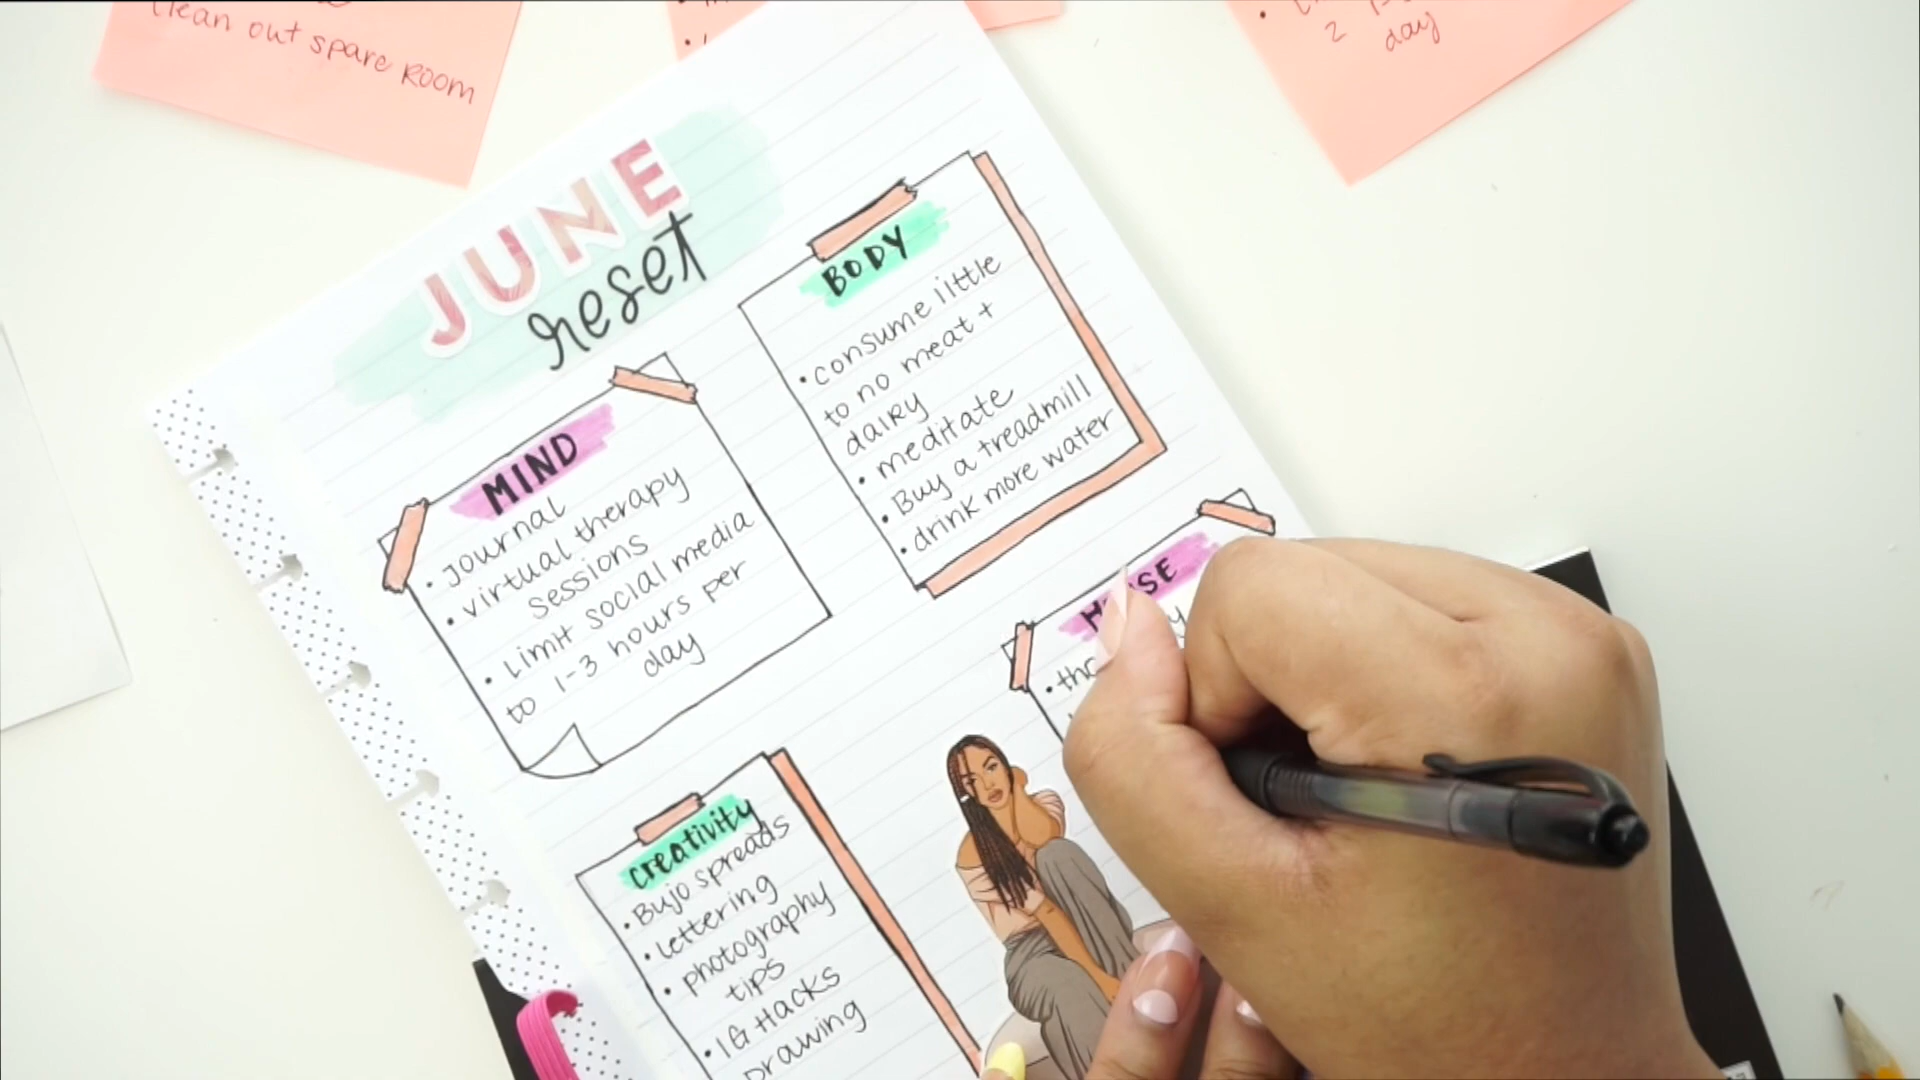 clean out spare room
2
day
JUNE
reset
MIND
• Journal
• virtual therapy
sessions
• Limit social media
to 1-3 hours per
day
BODY
• consume little
to no meat +
dairy
• meditate
• Buy a treadmill
• drink more water
creativity
• Bujo spreads
• lettering
• photography
tips
• IG Hacks
Drawing